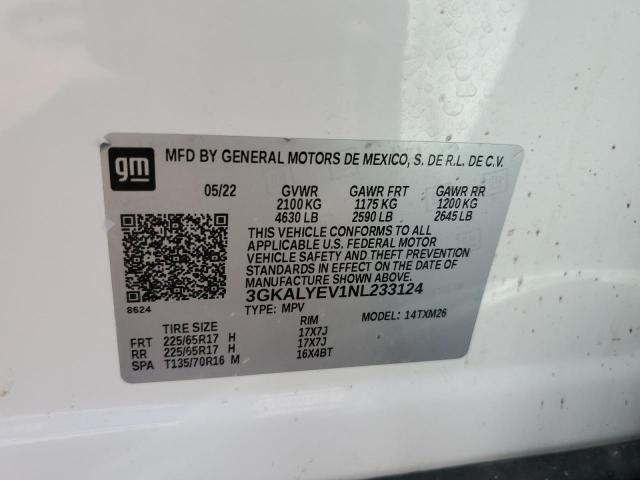 gm
MFD BY GENERAL MOTORS DE MEXICO, S. DE R.L. DE C.V.
05/22 GVWR GAWR FRT GAWR RR
2100 KG 1175 KG 1200 KG
4630 LB 2590 LB 2645 LB
THIS VEHICLE CONFORMS TO ALL
APPLICABLE U.S. FEDERAL MOTOR
VEHICLE SAFETY AND THEFT PREVENTION
STANDARDS IN EFFECT ON THE DATE OF
MANUFACTURE SHOWN ABOVE.
3GKALYEV1NL233124
8624
TYPE: MPV MODEL: 14TXM26
TIRE SIZE RIM
FRT 225/65R17 H 17X7J
RR 225/65R17 H 17X7J
SPA T135/70R16 M 16X4BT